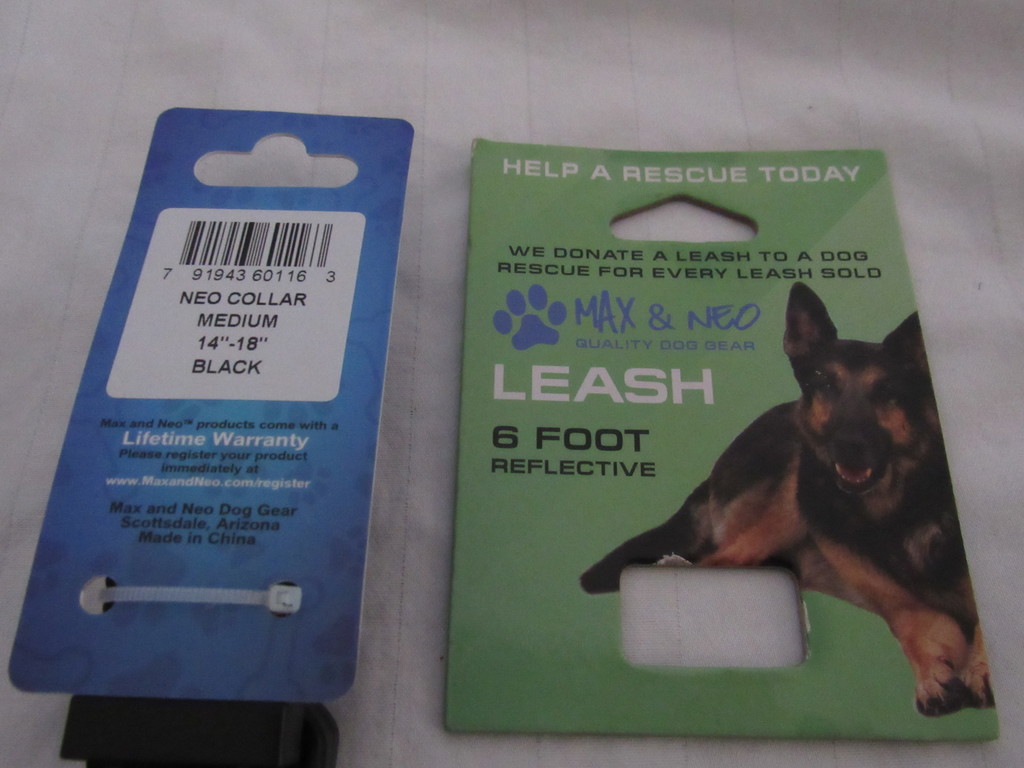 7 91943 60116 3
NEO COLLAR
MEDIUM
14"-18"
BLACK
Max and Neo™ products come with a
Lifetime Warranty
Please register your product
immediately at
www.MaxandNeo.com/register
Max and Neo Dog Gear
Scottsdale, Arizona
Made in China
HELP A RESCUE TODAY
WE DONATE A LEASH TO A DOG
RESCUE FOR EVERY LEASH SOLD
MAX & NEO
QUALITY DOG GEAR
LEASH
6 FOOT
REFLECTIVE